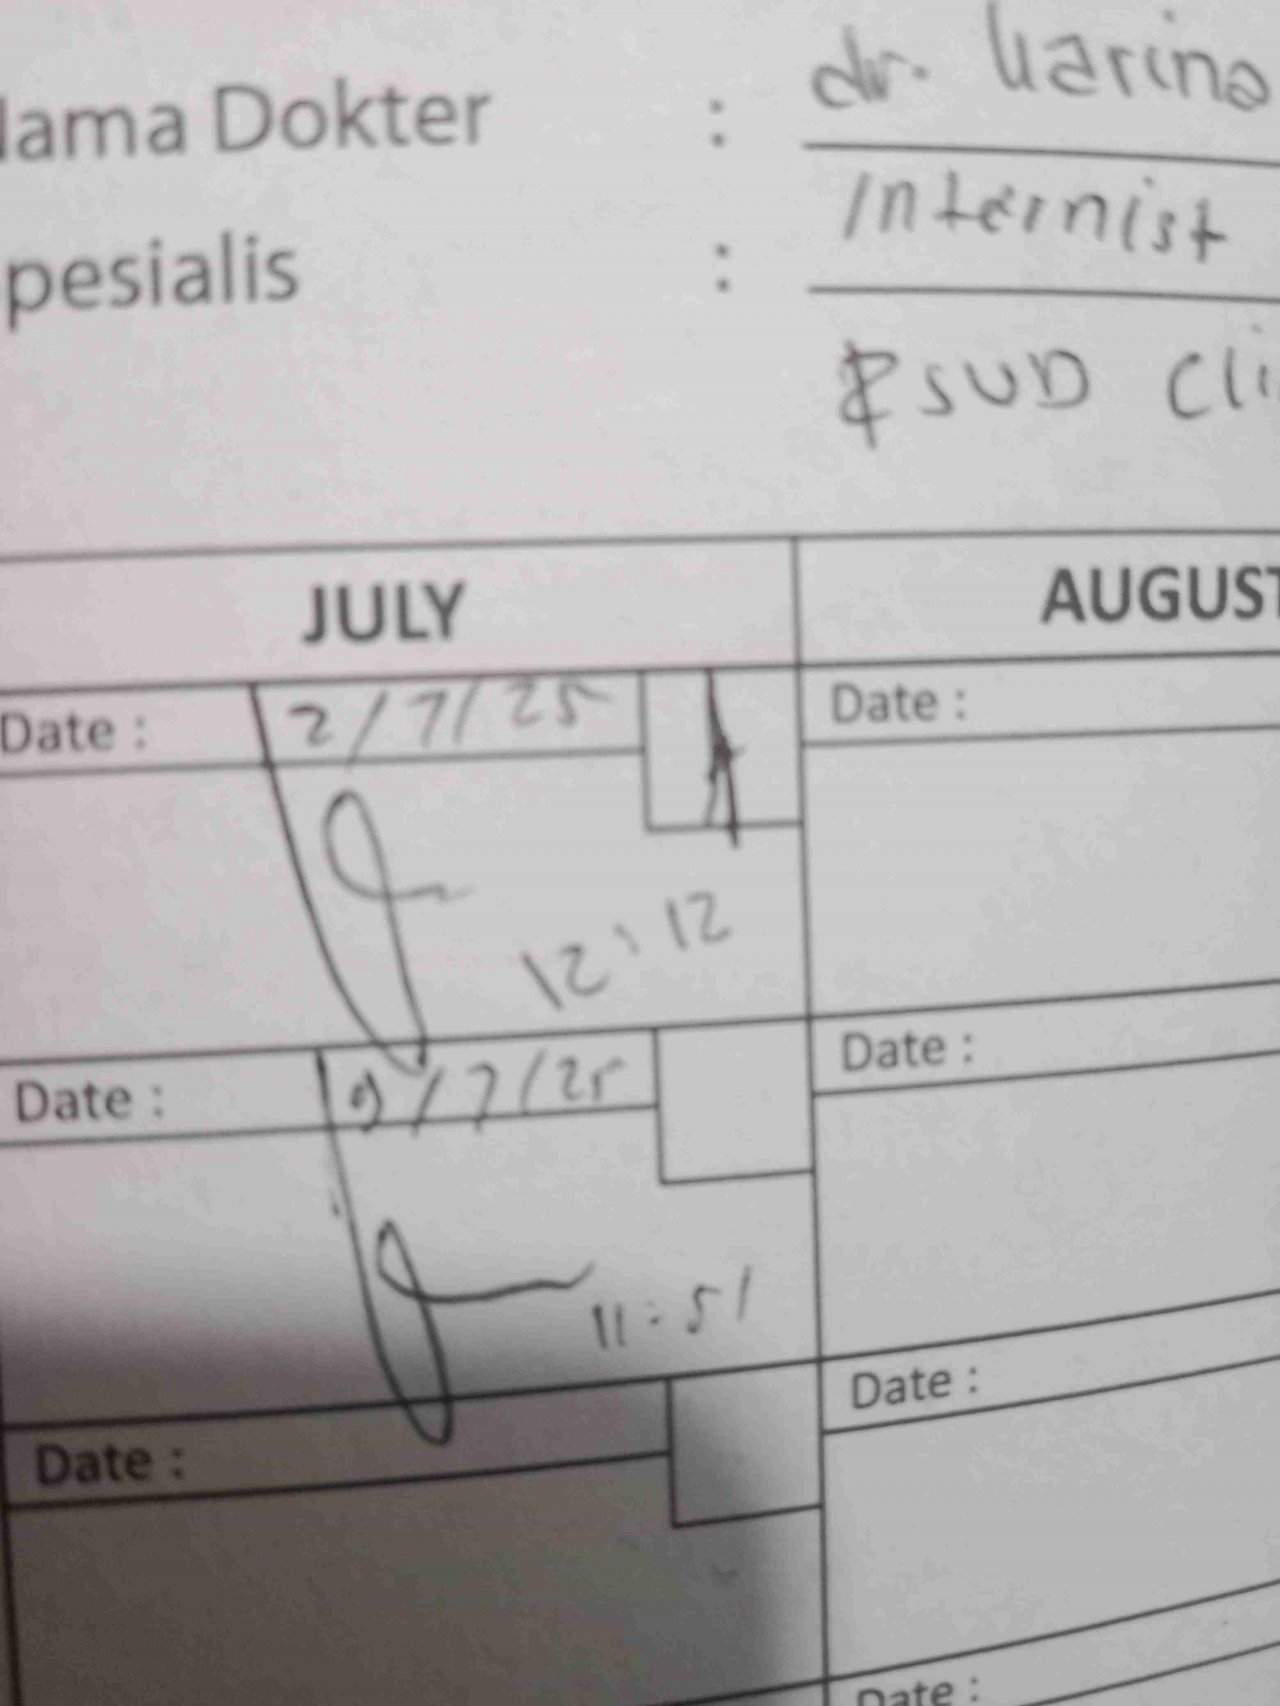 Nama Dokter : dr. Karina
Spesialis : Internist
RSUD Cli
JULY AUGUST
Date : 2/7/25 Date :
12:12
Date : 9/7/25 Date :
11:51
Date : Date :
Date :